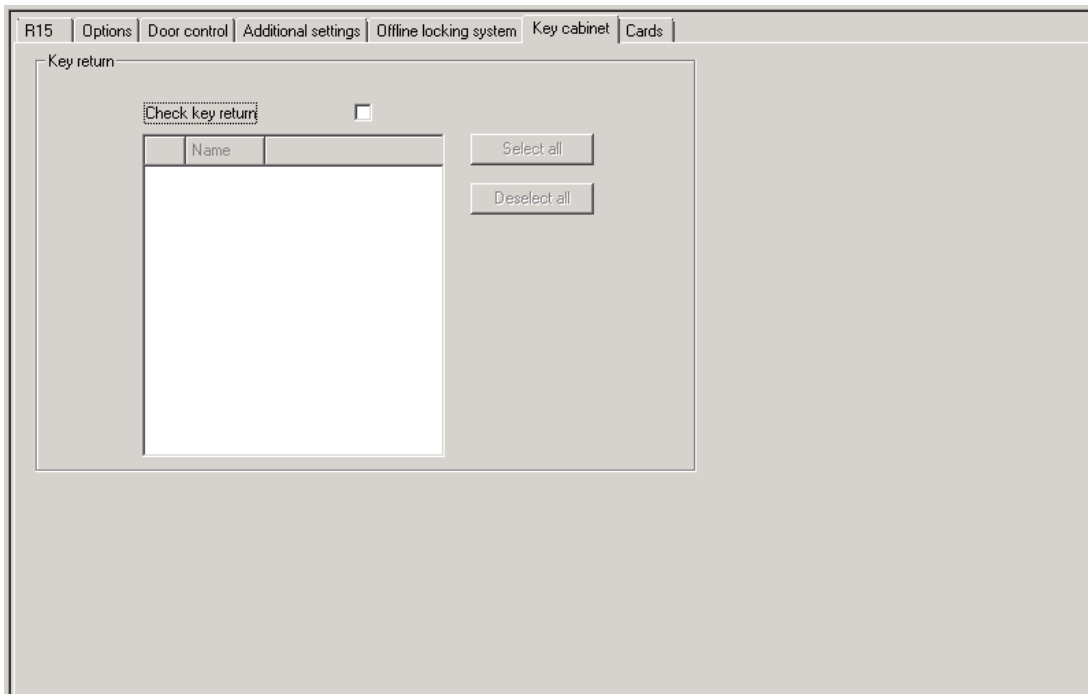 R15 Options Door control Additional settings Offline locking system Key cabinet Cards
Key return
Check key return
Name
Select all
Deselect all